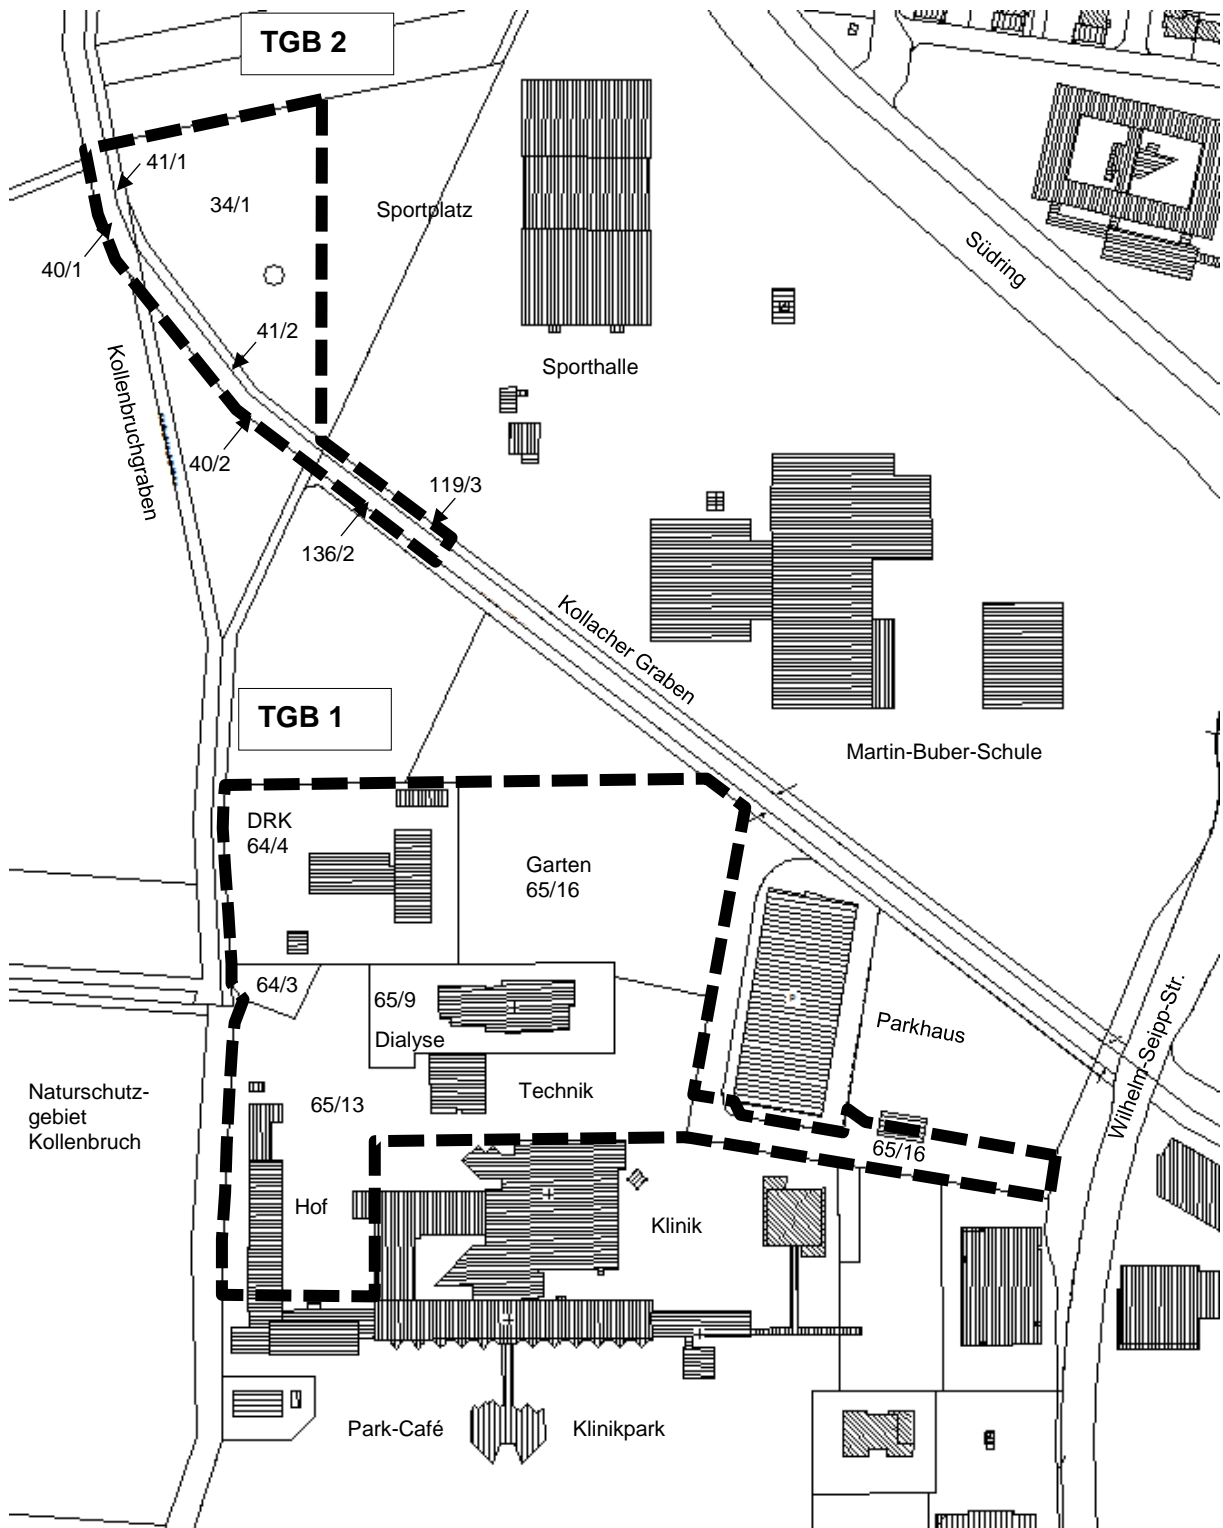 TGB 2
41/1
34/1
Sportplatz
40/1
Südring
41/2
Kollenbruchgraben
Sporthalle
40/2
119/3
136/2
Kollacher Graben
TGB 1
Martin-Buber-Schule
DRK
64/4
Garten
65/16
64/3
65/9
Dialyse
P
Parkhaus
Wilhelm-Seipp-Str.
Naturschutz-
gebiet
Kollenbruch
65/13
Technik
65/16
Hof
Klinik
Park-Café
Klinikpark